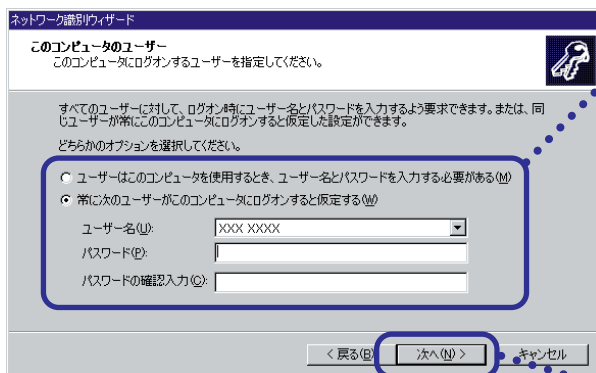 ネットワーク識別ウィザード
このコンピュータのユーザー
このコンピュータにログオンするユーザーを指定してください。
すべてのユーザーに対して、ログオン時にユーザー名とパスワードを入力するよう要求できます。または、同
じユーザーが常にこのコンピュータにログオンすると仮定した設定ができます。
どちらかのオプションを選択してください。
ユーザーはこのコンピュータを使用するとき、ユーザー名とパスワードを入力する必要がある(M)
常に次のユーザーがこのコンピュータにログオンすると仮定する(W)
ユーザー名(U): XXX XXXX
パスワード(P):
パスワードの確認入力(C):
< 戻る(B) 次へ(N) > キャンセル